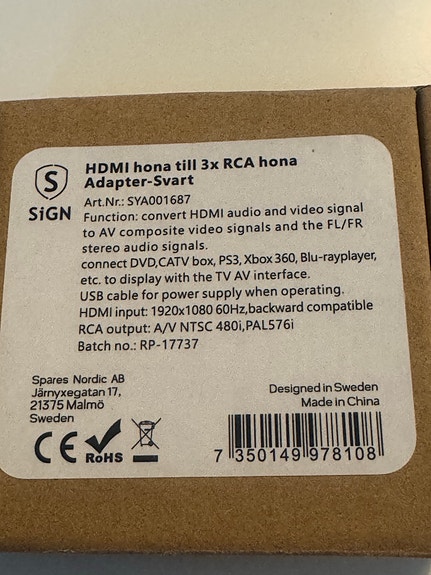 S
SiGN
HDMI hona till 3x RCA hona
Adapter-Svart
Art.Nr.: SYA001687
Function: convert HDMI audio and video signal
to AV composite video signals and the FL/FR
stereo audio signals.
connect DVD,CATV box, PS3, Xbox 360, Blu-rayplayer,
etc. to display with the TV AV interface.
USB cable for power supply when operating.
HDMI input: 1920x1080 60Hz,backward compatible
RCA output: A/V NTSC 480i,PAL576i
Batch no.: RP-17737
Spares Nordic AB
Järnyxegatan 17,
21375 Malmö
Sweden
Designed in Sweden
Made in China
CE RoHS
7 350149 978108